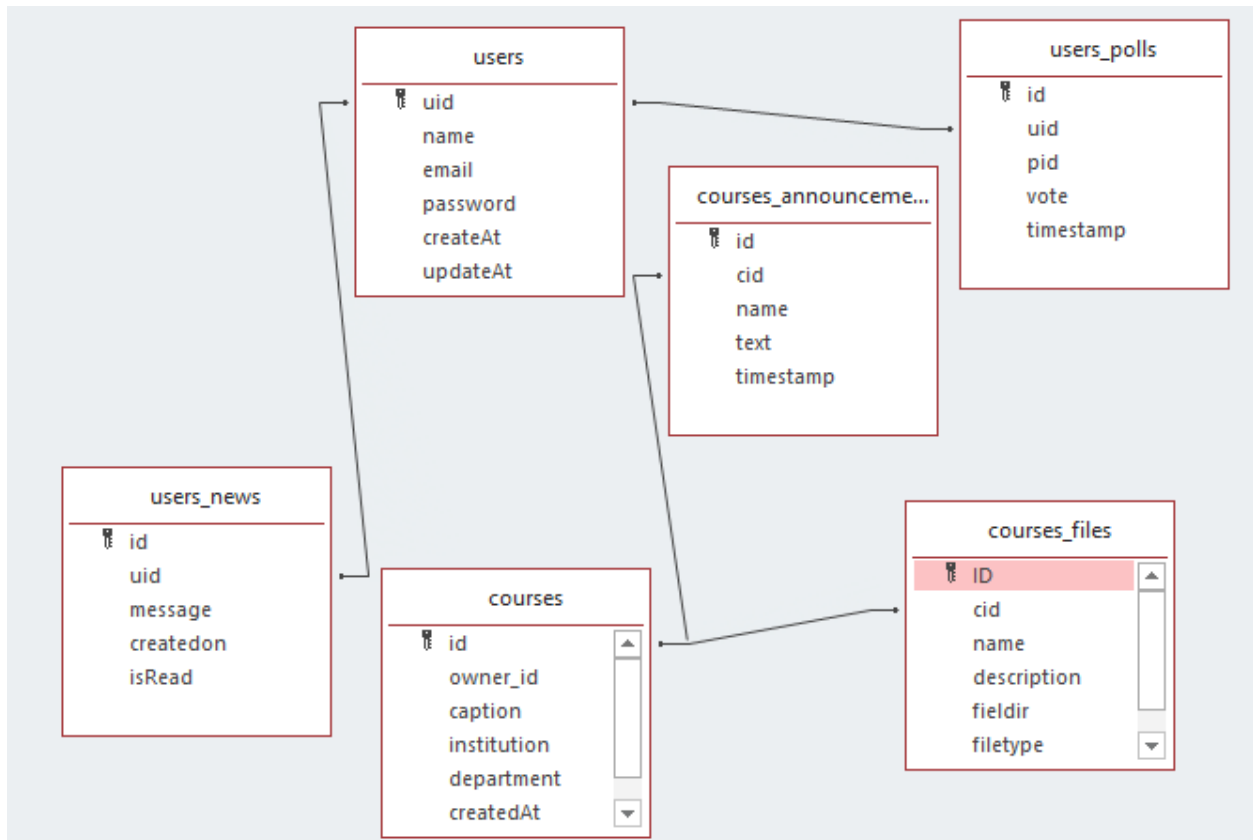 users
uid
name
email
password
createAt
updateAt
users_polls
id
uid
pid
vote
timestamp
courses_announceme...
id
cid
name
text
timestamp
users_news
id
uid
message
createdon
isRead
courses
id
owner_id
caption
institution
department
createdAt
courses_files
ID
cid
name
description
fieldir
filetype